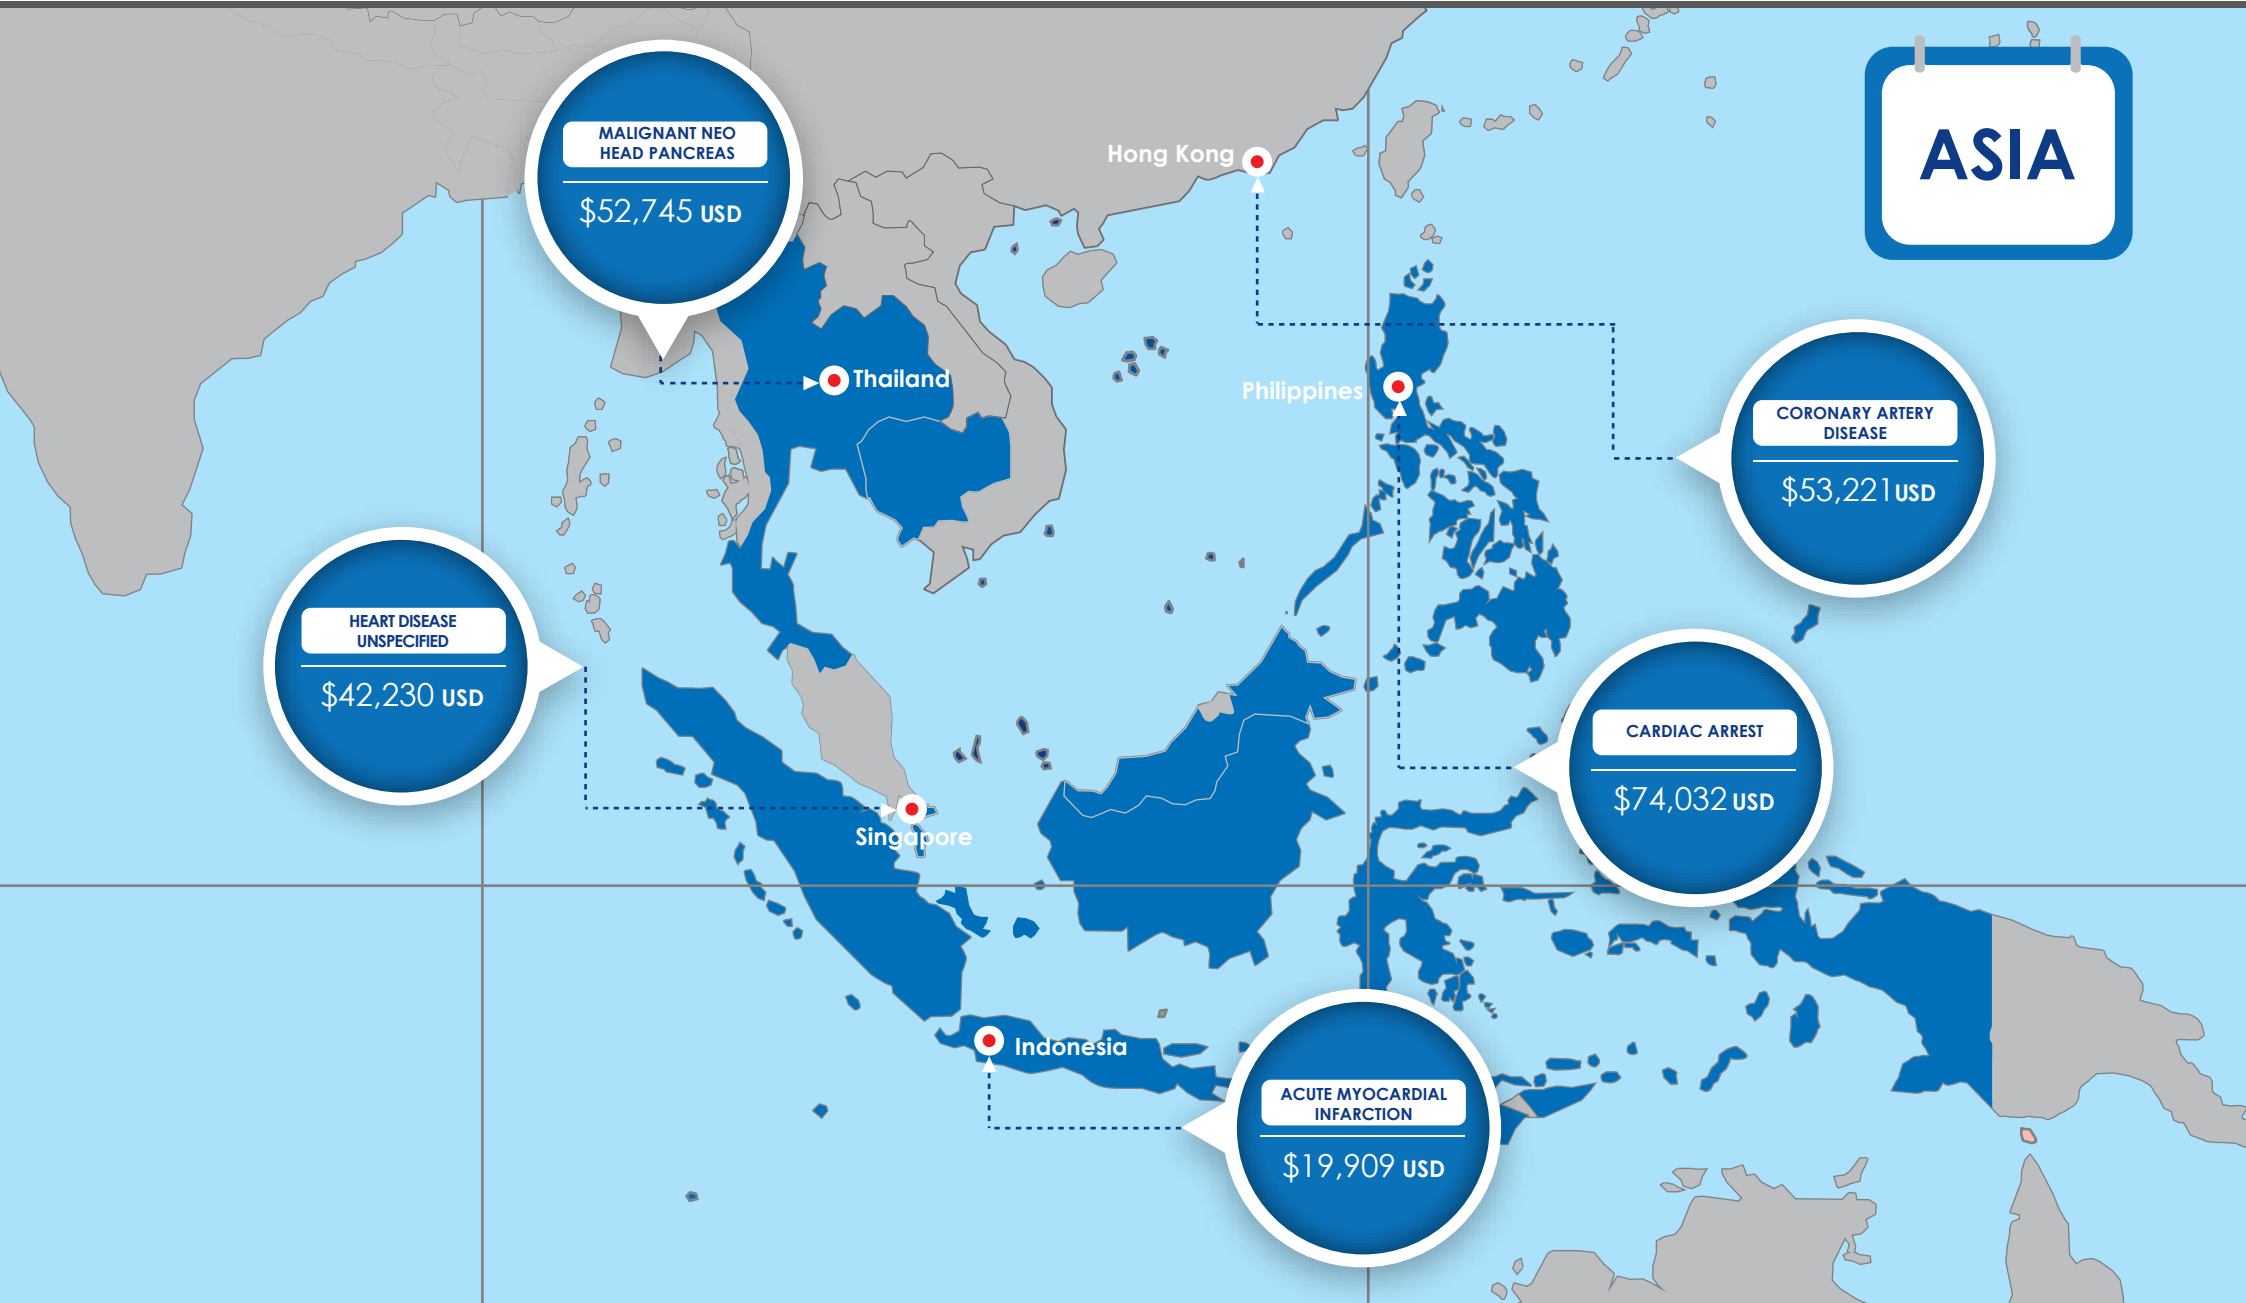 ASIA
MALIGNANT NEO
HEAD PANCREAS
$52,745 USD
Hong Kong
Thailand
Philippines
CORONARY ARTERY
DISEASE
$53,221 USD
HEART DISEASE
UNSPECIFIED
$42,230 USD
CARDIAC ARREST
$74,032 USD
Singapore
Indonesia
ACUTE MYOCARDIAL
INFARCTION
$19,909 USD